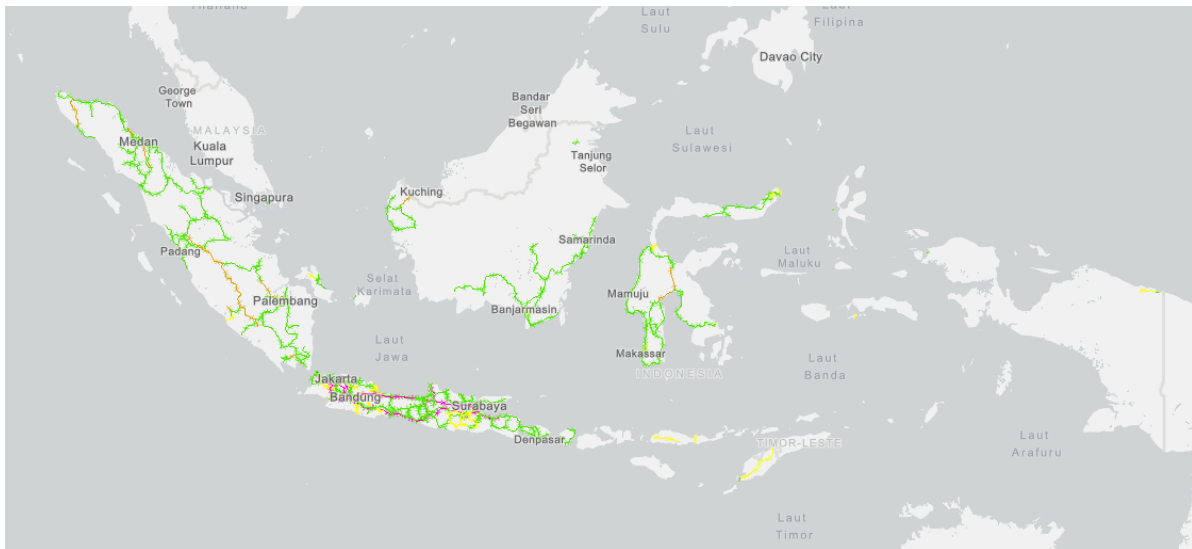 Thailand
Laut
Sulu
Laut
Filipina
Davao City
George
Town
Bandar
Seri
Begawan
MALAYSIA
Medan
Kuala
Lumpur
Laut
Sulawesi
Tanjung
Selor
Kuching
Singapura
Samarinda
Padang
Laut
Maluku
Selat
Karimata
Palembang
Mamuju
Banjarmasin
Laut
Jawa
Makassar
INDONESIA
Laut
Banda
Jakarta
Bandung
Surabaya
Denpasar
TIMOR-LESTE
Laut
Arafuru
Laut
Timor